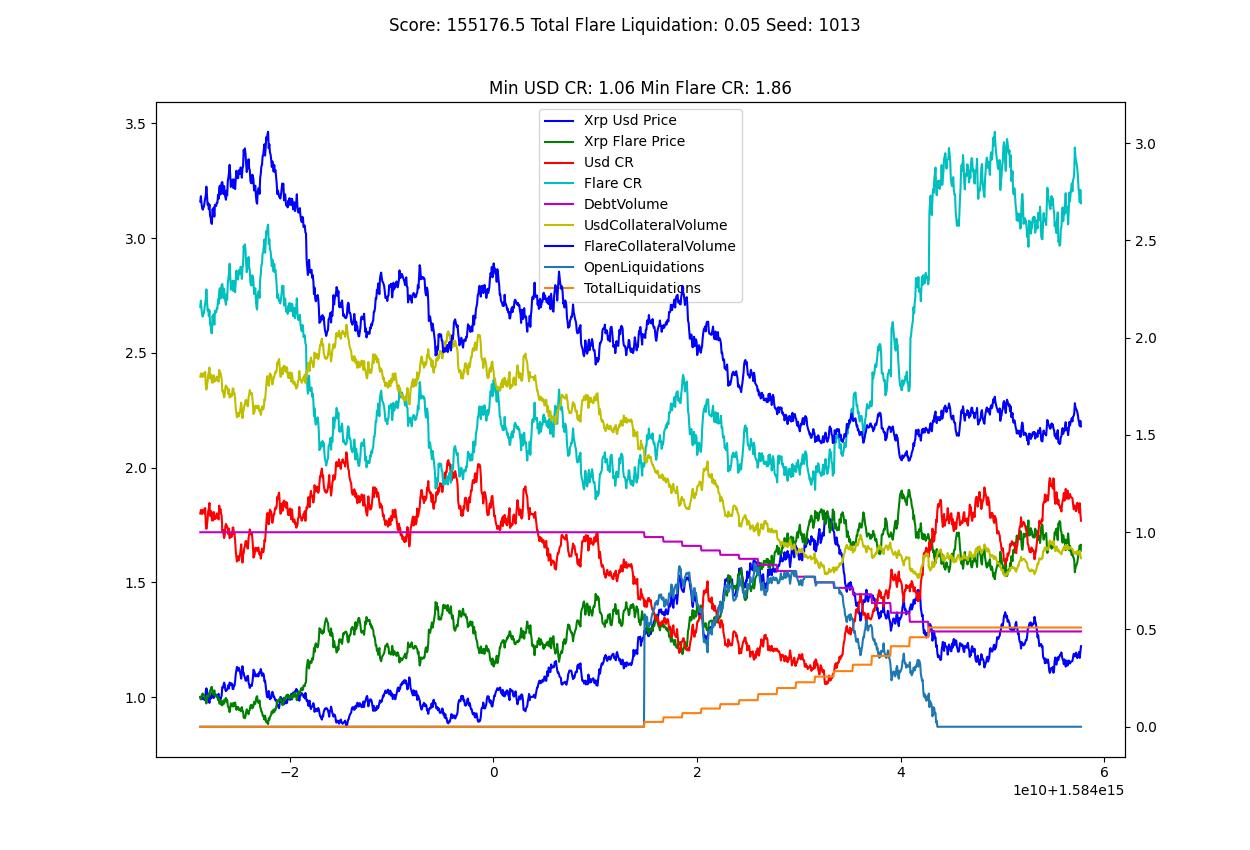 Score: 155176.5 Total Flare Liquidation: 0.05 Seed: 1013
Min USD CR: 1.06 Min Flare CR: 1.86
Xrp Usd Price
Xrp Flare Price
Usd CR
Flare CR
DebtVolume
UsdCollateralVolume
FlareCollateralVolume
OpenLiquidations
TotalLiquidations
3.5
3.0
2.5
2.0
1.5
1.0
3.0
2.5
2.0
1.5
1.0
0.5
0.0
−2 0 2 4 6
1e10+1.584e15